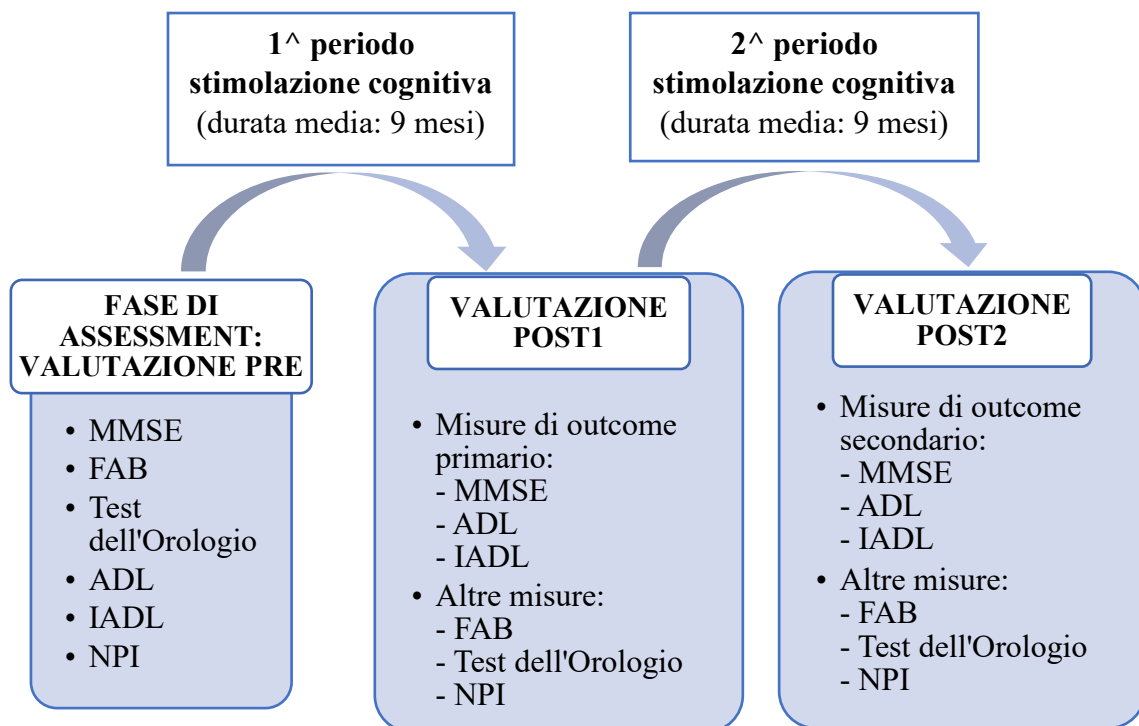 1^ periodo
stimolazione cognitiva
(durata media: 9 mesi)
2^ periodo
stimolazione cognitiva
(durata media: 9 mesi)
FASE DI
ASSESSMENT:
VALUTAZIONE PRE
• MMSE
• FAB
• Test
dell'Orologio
• ADL
• IADL
• NPI
VALUTAZIONE
POST1
• Misure di outcome
primario:
- MMSE
- ADL
- IADL
• Altre misure:
- FAB
- Test dell'Orologio
- NPI
VALUTAZIONE
POST2
• Misure di outcome
secondario:
- MMSE
- ADL
- IADL
• Altre misure:
- FAB
- Test dell'Orologio
- NPI